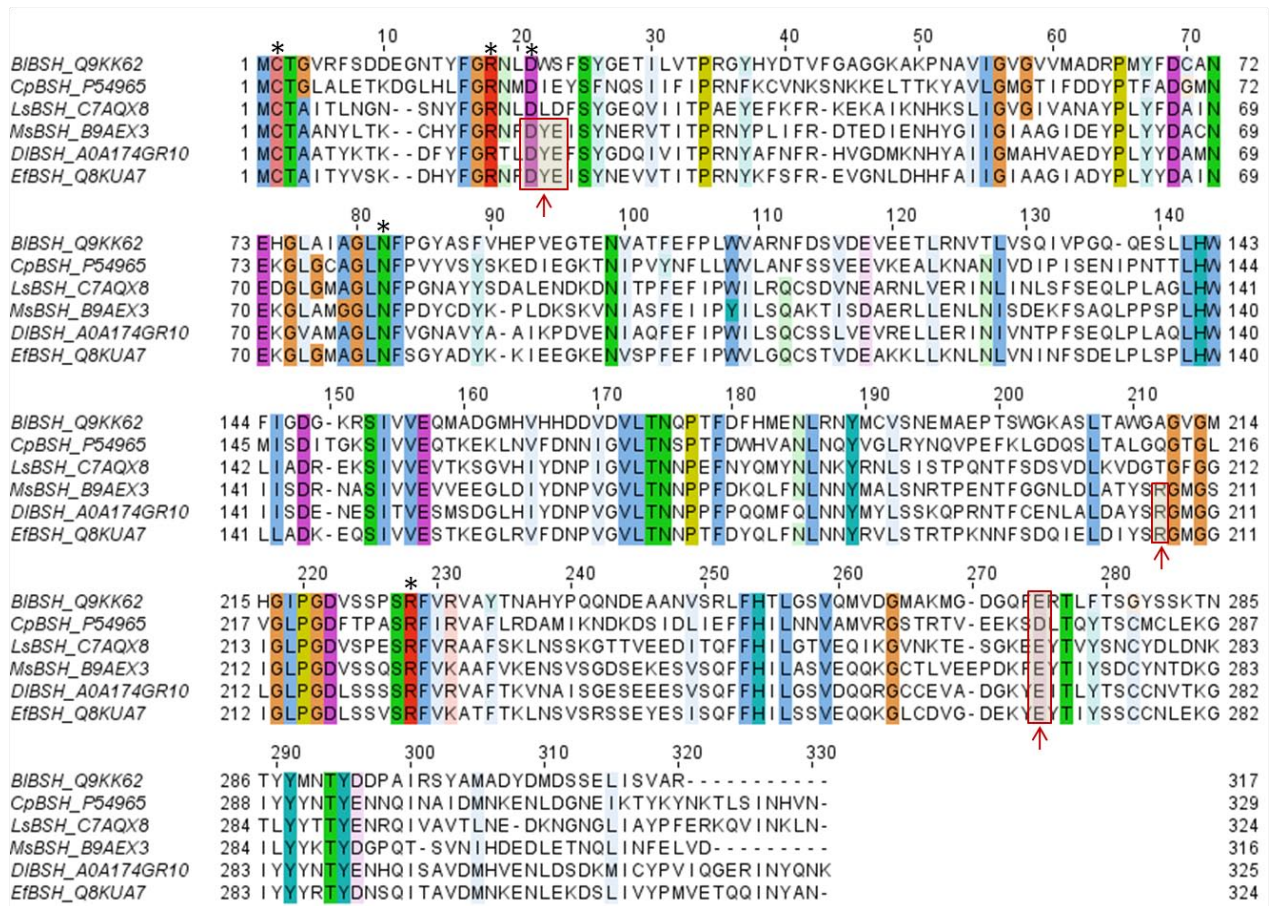 10 20 30 40 50 60 70
* * *
BlBSH_Q9KK62 1 MCTGVRFSDDEGNTYFGRNLDWSFSYGETILVTPRGYHYDTVFGAGGKAKPNAVIGVGVVMADRPMYFDCAN 72
CpBSH_P54965 1 MCTGLALETKDGLHLFGRNMDIEYSFNQSIIFIPRNFKCVNKSNKKELTTKYAVLGMGTIFDDYPTFADGMN 72
LsBSH_C7AQX8 1 MCTAITLNGN--SNYFGRNLDLDFSYGEQVIITPAEYEFKFR-KEKAIKNHKSLIGVGIVANAYPLYFDAIN 69
MsBSH_B9AEX3 1 MCTAANYLTK--CHYFGRNFDYEISYNERVTITPRNYPLIFR-DTEDIENHYGIIGIAAGIDEYPLYYDACN 69
DlBSH_A0A174GR10 1 MCTAATYKTK--DFYFGRTLDYEFSYGDQIVITPRNYAFNFR-HVGDMKNHYAIIGMAHVAEDYPLYYDAMN 69
EfBSH_Q8KUA7 1 MCTAITYVSK--DHYFGRNFDYEISYNEVVTITPRNYKFSFR-EVGNLDHHFAIIGIAAGIADYPLYYDAIN 69
80 90 100 110 120 130 140
*
BlBSH_Q9KK62 73 EHGLAIAGLNFPGYASFVHEPVEGTENVATFEFPLWVARNFDSVDEVEETLRNVTLVSQIVPGQ-QESLLHW 143
CpBSH_P54965 73 EKGLGCAGLNFPVYVSYSKEDIEGKTNIPVYNFLLWVLANFSSVEEVKEALKNANIVDIPISENIPNTTLHW 144
LsBSH_C7AQX8 70 EDGLGMAGLNFPGNAYYSDALENDKDNITPFEFIPWILRQCSDVNEARNLVERINLINLSFSEQLPLAGLHW 141
MsBSH_B9AEX3 70 EKGLAMAGLNFPDYCDYK-PLDKSKVNIASFEIIPYILSQAKTISDAERLLENINISDEKFSAQLPPSPLHW 140
DlBSH_A0A174GR10 70 EKGVAMGGLNFVGNAVYA-AIKPDVENIAQFEFIPWILSQCSSLKEVRELLERINVNTPFSEQLPLAQLHW 140
EfBSH_Q8KUA7 70 EKGLGMAGLNFSGYADYK-KIEEGKENVSPFEFIPWVLGQCSTVDEAKKLLKNLNLVNINFSDELPLSPLHW 140
150 160 170 180 190 200 210
BlBSH_Q9KK62 144 FIGDG-KRSIVVEQMADGMHVHHDDVDVLTNQPTFDFHMENLRNYMCVSNEMAEPTSWGKASLTAWGAGVGM 214
CpBSH_P54965 145 MISDITGKSIVVEQTKEKLNVFDNNIGVLTNSPTFDWHVANLNQYVGLRYNQVPEFKLGDQSLTALGQGTGL 216
LsBSH_C7AQX8 142 LIADR-EKSIVVEVTKSGVHIYDNPIGVLTNNPEFNYQMYNLNKYRNLSISTPQNTFSDSVDLKVDGTGFGG 212
MsBSH_B9AEX3 141 IISDR-NASIVVEVVEEGLDIYDNPVGVLTNNPPFDKQLFNLNNYMALSNRTPENTFGGNLDLATYSRGMGS 211
DlBSH_A0A174GR10 141 IISDE-NESITVESMSDGLHIYDNPVGVLTNNPPFPQQMFQLNNYMYLSSKPRNTFCENLALDAYSRGMGG 211
EfBSH_Q8KUA7 141 LLADK-EQSIVVESTKEGLRVFDNPVGVLTNNPTFDYQLFNLNNYRVLSTRTPKNNFSDQIELDIYSRGMGG 211
220 230 240 250 260 270 280
*
BlBSH_Q9KK62 215 HGIPGDVSSPSRFVRVAYTNAHYPQQNDEAANVSRLFHTLGSVQMVDGMAKMG-DGQFERTLFTSGYSSKTN 285
CpBSH_P54965 217 VGLPGDFTPASRFIRVAFLRDAMIKNDKDSIDLIEFFHILNNVAMVRGSTRTV-EEKSDLTQYTSCMCLEKG 287
LsBSH_C7AQX8 213 IGLPGDVSPESRFVRAAFSKLNSSKGTTVEEDITQFFHILGTVEQIKGVNKTE-SGKEEYTVYSNCYDLDNK 283
MsBSH_B9AEX3 212 IGLPGDVSSQSRFVKAAFVKENSVSGDSEKESVSQFFHILASVEQQKGCTLVEEPDKFEYTIYSDCYNTDKG 283
DlBSH_A0A174GR10 212 LGLPGDLSSSSRFVRVAFTKVNAISGESEEESVSQFFHILGSVDQQRGCCEVA-DGKYEITLYTSCCNVTKG 282
EfBSH_Q8KUA7 212 IGLPGDLSSVSRFVKATFTKLNSVSRSSEYESISQFFHILSSVEQQKGLCDVG-DEKYEYTIYSSCCNLEKG 282
290 300 310 320 330
BlBSH_Q9KK62 286 TYYMNTYDDPAIRSYAMADYDMDSSELISVAR----------- 317
CpBSH_P54965 288 IYYYNTYENNQINAIDMNKENLDGNEIKTYKYNKTLSINHVN- 329
LsBSH_C7AQX8 284 TLYYTTYENRQIVAVTLNE-DKNGNGLIAYPFERKQVINKLN- 324
MsBSH_B9AEX3 284 ILYYKTYDGPQT-SVNIHDEDLETNQLINFELVD--------- 316
DlBSH_A0A174GR10 283 IYYYNTYENHQISAVDMHVENLDSDKMICYPVIQGERINYQNK 325
EfBSH_Q8KUA7 283 IYYYRTYDNSQITAVDMNKENLEKDSLIVYPMVETQQINYAN- 324